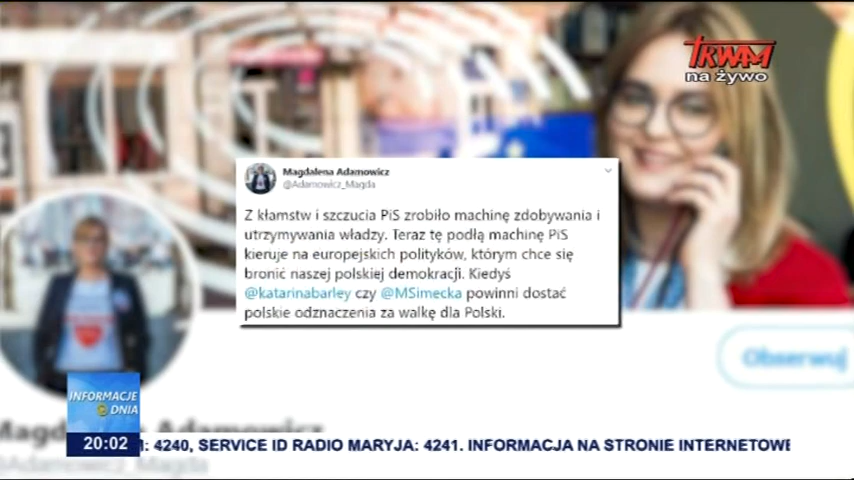 TRWAM
na żywo
Magdalena Adamowicz
@Adamowicz_Magda
Z kłamstw i szczucia PiS zrobiło machinę zdobywania i
utrzymywania władzy. Teraz tę podłą machinę PiS
kieruje na europejskich polityków, którym chce się
bronić naszej polskiej demokracji. Kiedyś
@katarinabarley czy @MSimecka powinni dostać
polskie odznaczenia za walkę dla Polski.
Obserwuj
INFORMACJE
DNIA
Magdalena Adamowicz
@Adamowicz_Magda
20:02
: 4240, SERVICE ID RADIO MARYJA: 4241. INFORMACJA NA STRONIE INTERNETOWE